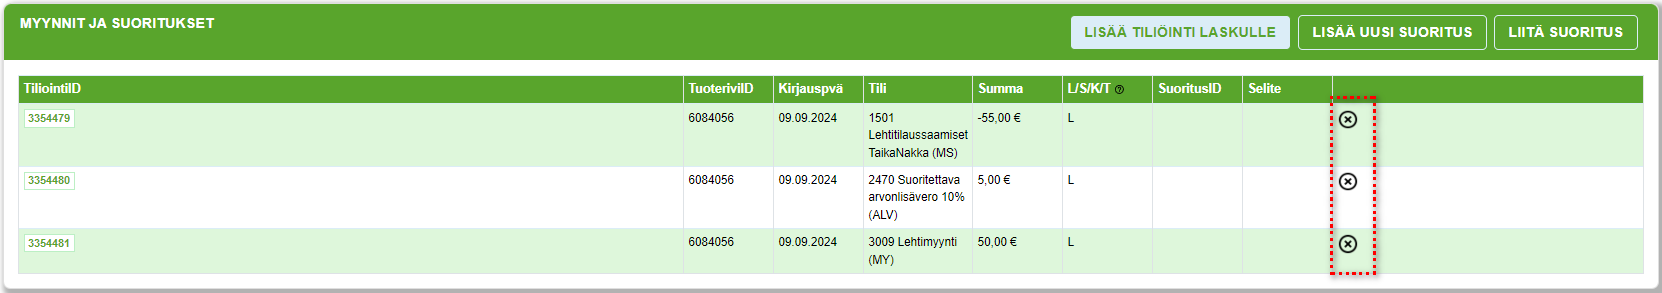 MYYNNIT JA SUORITUKSET
LISÄÄ TILIÖINTI LASKULLE LISÄÄ UUSI SUORITUS LIITÄ SUORITUS
TiliointiID TuoteriviID Kirjauspvä Tili Summa L/S/K/T ? SuoritusID Selite
3354479 6084056 09.09.2024 1501 -55,00 € L
Lehtitilaussaamiset
TaikaNakka (MS)
3354480 6084056 09.09.2024 2470 Suoritettava 5,00 € L
arvonlisävero 10%
(ALV)
3354481 6084056 09.09.2024 3009 Lehtimyynti 50,00 € L
(MY)